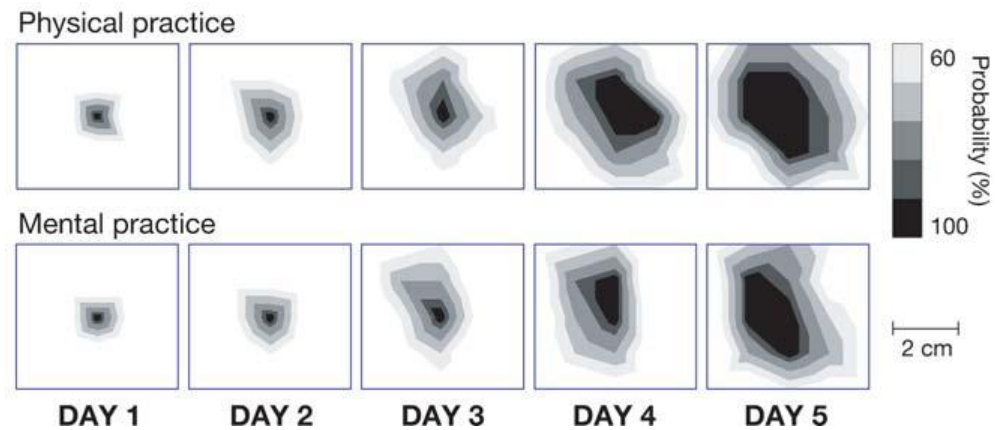 Physical practice
60
Probability (%)
100
Mental practice
2 cm
DAY 1 DAY 2 DAY 3 DAY 4 DAY 5